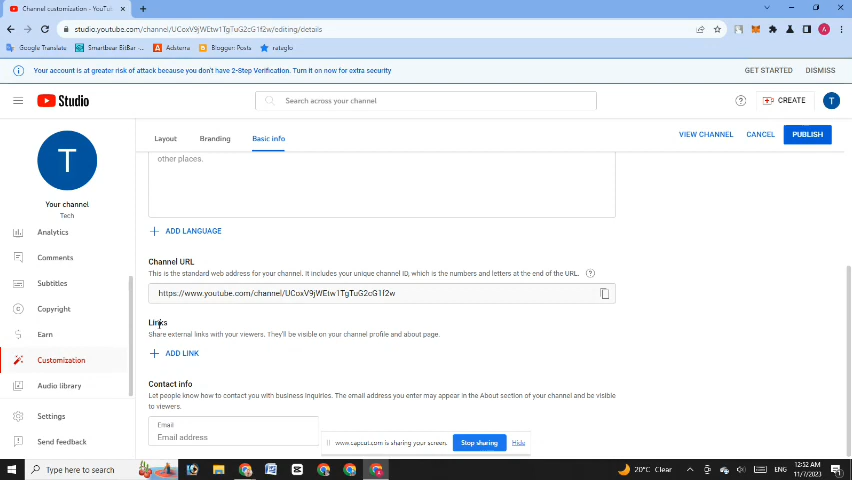 Channel customization - YouTu
studio.youtube.com/channel/UCoxV9jWEtw1TgTuG2cG1f2w/editing/details
A
Google Translate
Smartbear BitBar -...
Adsterra
Blogger Posts
rateglo
Your account is at greater risk of attack because you don't have 2-Step Verification. Turn it on now for extra security
GET STARTED
DISMISS
Studio
Search across your channel
CREATE
T
Layout
Branding
Basic info
VIEW CHANNEL
CANCEL
PUBLISH
T
Your channel
Tech
Analytics
Comments
Subtitles
Copyright
Earn
Customization
Audio library
Settings
Send feedback
other places.
ADD LANGUAGE
Channel URL
This is the standard web address for your channel. It includes your unique channel ID, which is the numbers and letters at the end of the URL.
https://www.youtube.com/channel/UCoxV9jWEtw1TgTuG2cG1f2w
Links
Share external links with your viewers. They'll be visible on your channel profile and about page.
ADD LINK
Contact info
Let people know how to contact you with business inquiries. The email address you enter may appear in the About section of your channel and be visible
to viewers.
Email
Email address
www.capcut.com is sharing your screen.
Stop sharing
Hide
Type here to search
20°C Clear
ENG
12:52 AM
11/7/2023